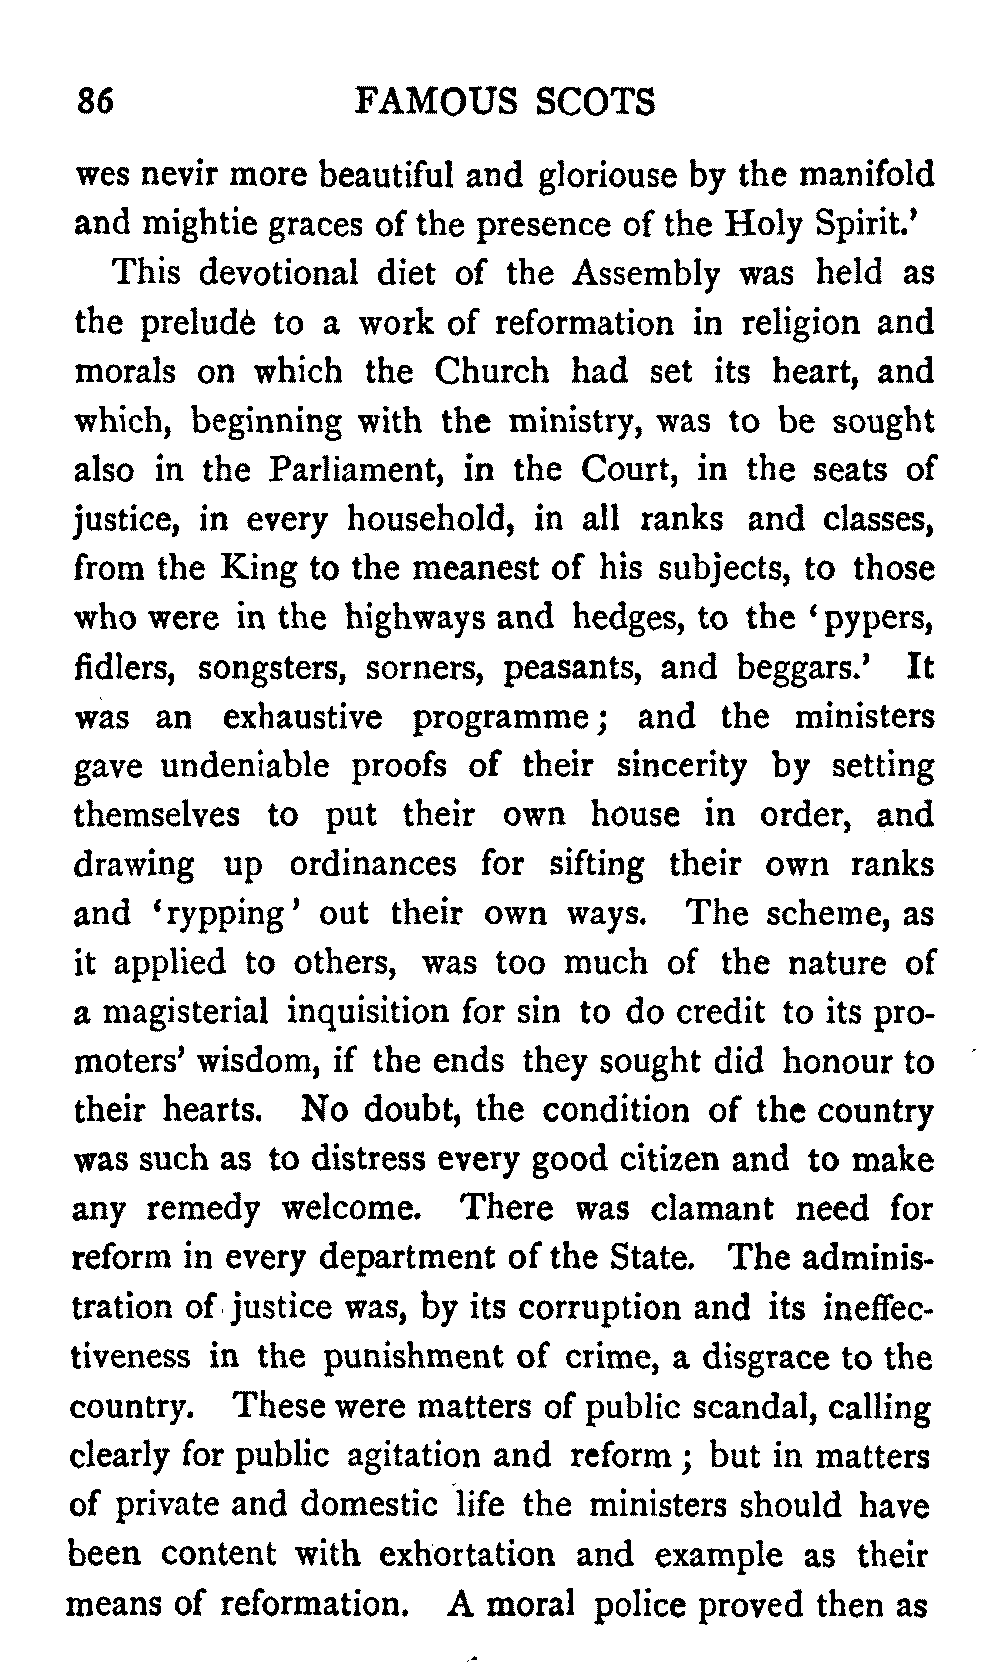 86 FAMOUS SCOTS
wes nevir more beautiful and gloriouse by the manifold
and mightie graces of the presence of the Holy Spirit.’
This devotional diet of the Assembly was held as
the prelude to a work of reformation in religion and
morals on which the Church had set its heart, and
which, beginning with the ministry, was to be sought
also in the Parliament, in the Court, in the seats of
justice, in every household, in all ranks and classes,
from the King to the meanest of his subjects, to those
who were in the highways and hedges, to the ‘pypers,
fidlers, songsters, sorners, peasants, and beggars.’ It
was an exhaustive programme; and the ministers
gave undeniable proofs of their sincerity by setting
themselves to put their own house in order, and
drawing up ordinances for sifting their own ranks
and ‘rypping’ out their own ways. The scheme, as
it applied to others, was too much of the nature of
a magisterial inquisition for sin to do credit to its pro-
moters’ wisdom, if the ends they sought did honour to
their hearts. No doubt, the condition of the country
was such as to distress every good citizen and to make
any remedy welcome. There was clamant need for
reform in every department of the State. The adminis-
tration of justice was, by its corruption and its ineffec-
tiveness in the punishment of crime, a disgrace to the
country. These were matters of public scandal, calling
clearly for public agitation and reform; but in matters
of private and domestic life the ministers should have
been content with exhortation and example as their
means of reformation. A moral police proved then as